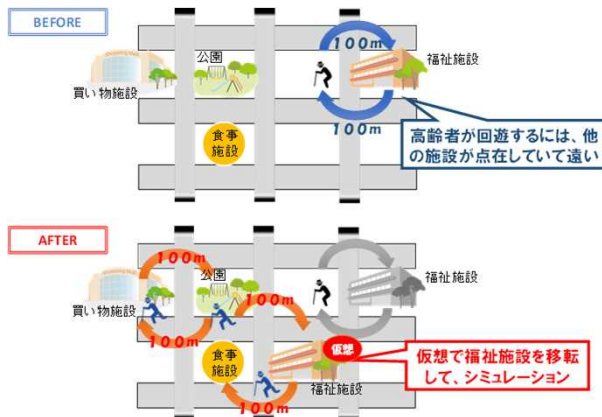 BEFORE
100m
公園
福祉施設
買い物施設
100m
食事
施設
高齢者が回遊するには、他
の施設が点在していて遠い
AFTER
100m
公園
福祉施設
100m
買い物施設
100m
仮想
食事
施設
仮想で福祉施設を移転
して、シミュレーション
福祉施設
100m